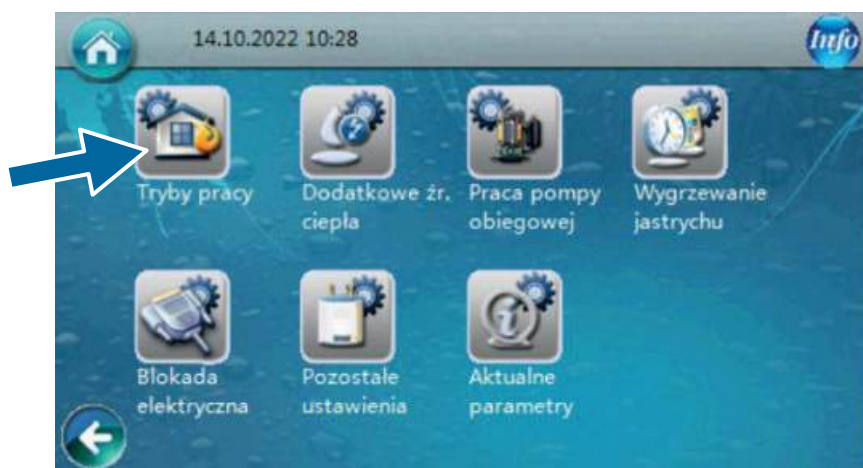 14.10.2022 10:28
Info
Tryby pracy
Dodatkowe źr.
ciepła
Praca pompy
obiegowej
Wygrzewanie
jastrychu
Blokada
elektryczna
Pozostałe
ustawienia
Aktualne
parametry